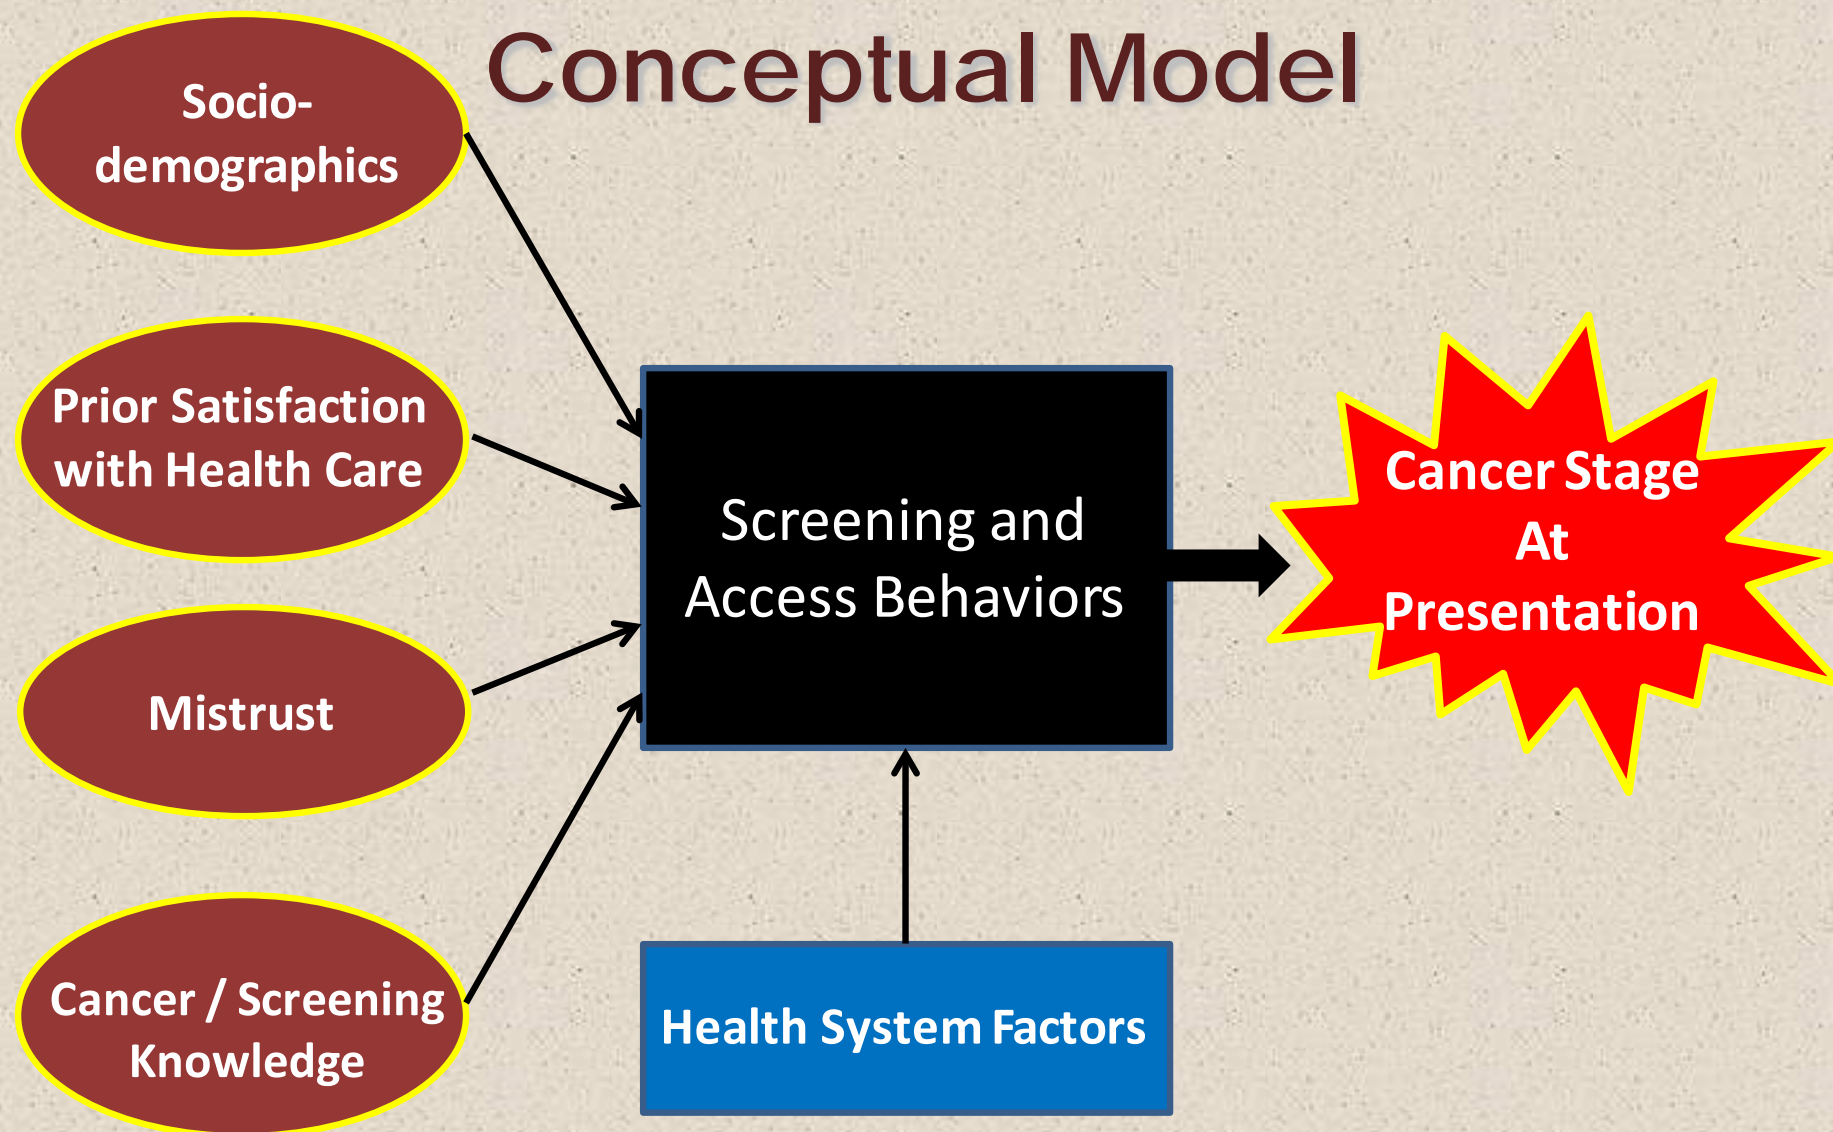 Conceptual Model
Socio-
demographics
Prior Satisfaction
with Health Care
Mistrust
Cancer / Screening
Knowledge
Screening and
Access Behaviors
Health System Factors
Cancer Stage
At
Presentation